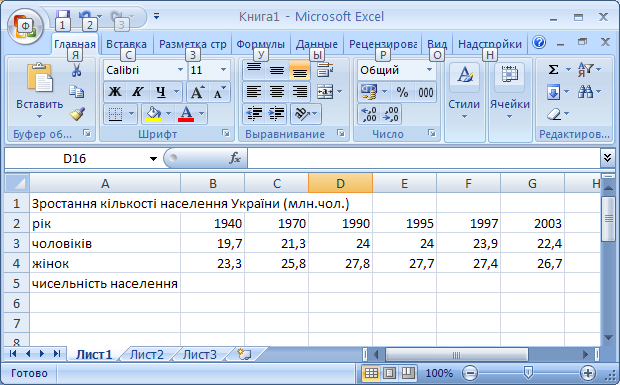 Книга1 - Microsoft Excel
Ф 1 2 3
Главная Вставка Разметка стр Формулы Данные Рецензирова Вид Надстройки
Я С З У Ы Р О Н
Вставить Calibri 11 Общий Стили Ячейки
Ж К Ч А А % 000
А ,00 ,0
Буфер об... Шрифт Выравнивание Число Редактиров...
D16 fx
A B C D E F G H
1 Зростання кількості населення України (млн.чол.)
2 рік 1940 1970 1990 1995 1997 2003
3 чоловіків 19,7 21,3 24 24 23,9 22,4
4 жінок 23,3 25,8 27,8 27,7 27,4 26,7
5 чисельність населення
6
7
8
Лист1 Лист2 Лист3
Готово 100%